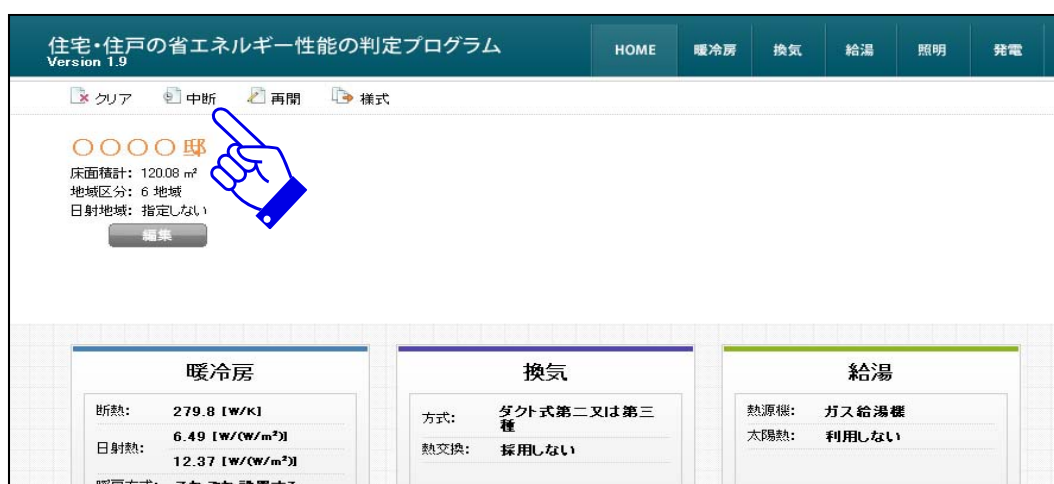 住宅・住戸の省エネルギー性能の判定プログラム
Version 1.9
HOME 暖冷房 換気 給湯 照明 発電
クリア 中断 再開 様式
〇〇〇〇邸
床面積計: 120.08 ㎡
地域区分: 6 地域
日射地域: 指定しない
編集
暖冷房
断熱: 279.8 [W/K]
日射熱: 6.49 [W/(W/m²)]
12.37 [W/(W/m²)]
換気
方式: ダクト式第二又は第三
種
熱交換: 採用しない
給湯
熱源機: ガス給湯機
太陽熱: 利用しない